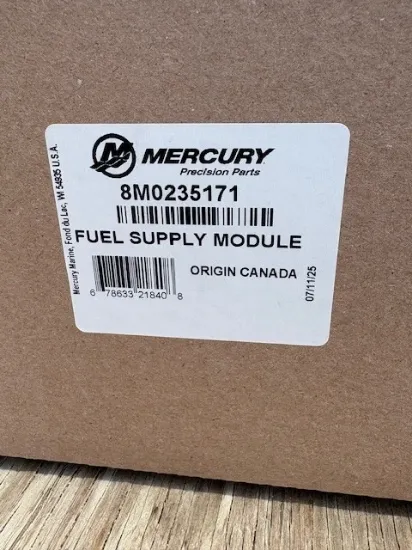 MERCURY
Precision Parts
8M0235171
FUEL SUPPLY MODULE
ORIGIN CANADA
6 78633 21840 8
Mercury Marine, Fond du Lac, WI 54935 U.S.A.
07/11/25